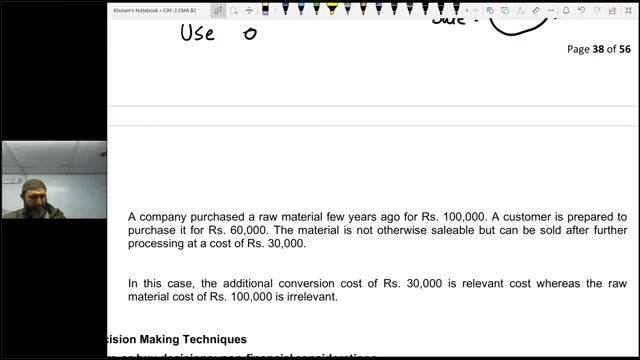 Khuram's Notebook » CAF-3 CMA B2
Use
Page 38 of 56
A company purchased a raw material few years ago for Rs. 100,000. A customer is prepared to
purchase it for Rs. 60,000. The material is not otherwise saleable but can be sold after further
processing at a cost of Rs. 30,000.
In this case, the additional conversion cost of Rs. 30,000 is relevant cost whereas the raw
material cost of Rs. 100,000 is irrelevant.
cision Making Techniques